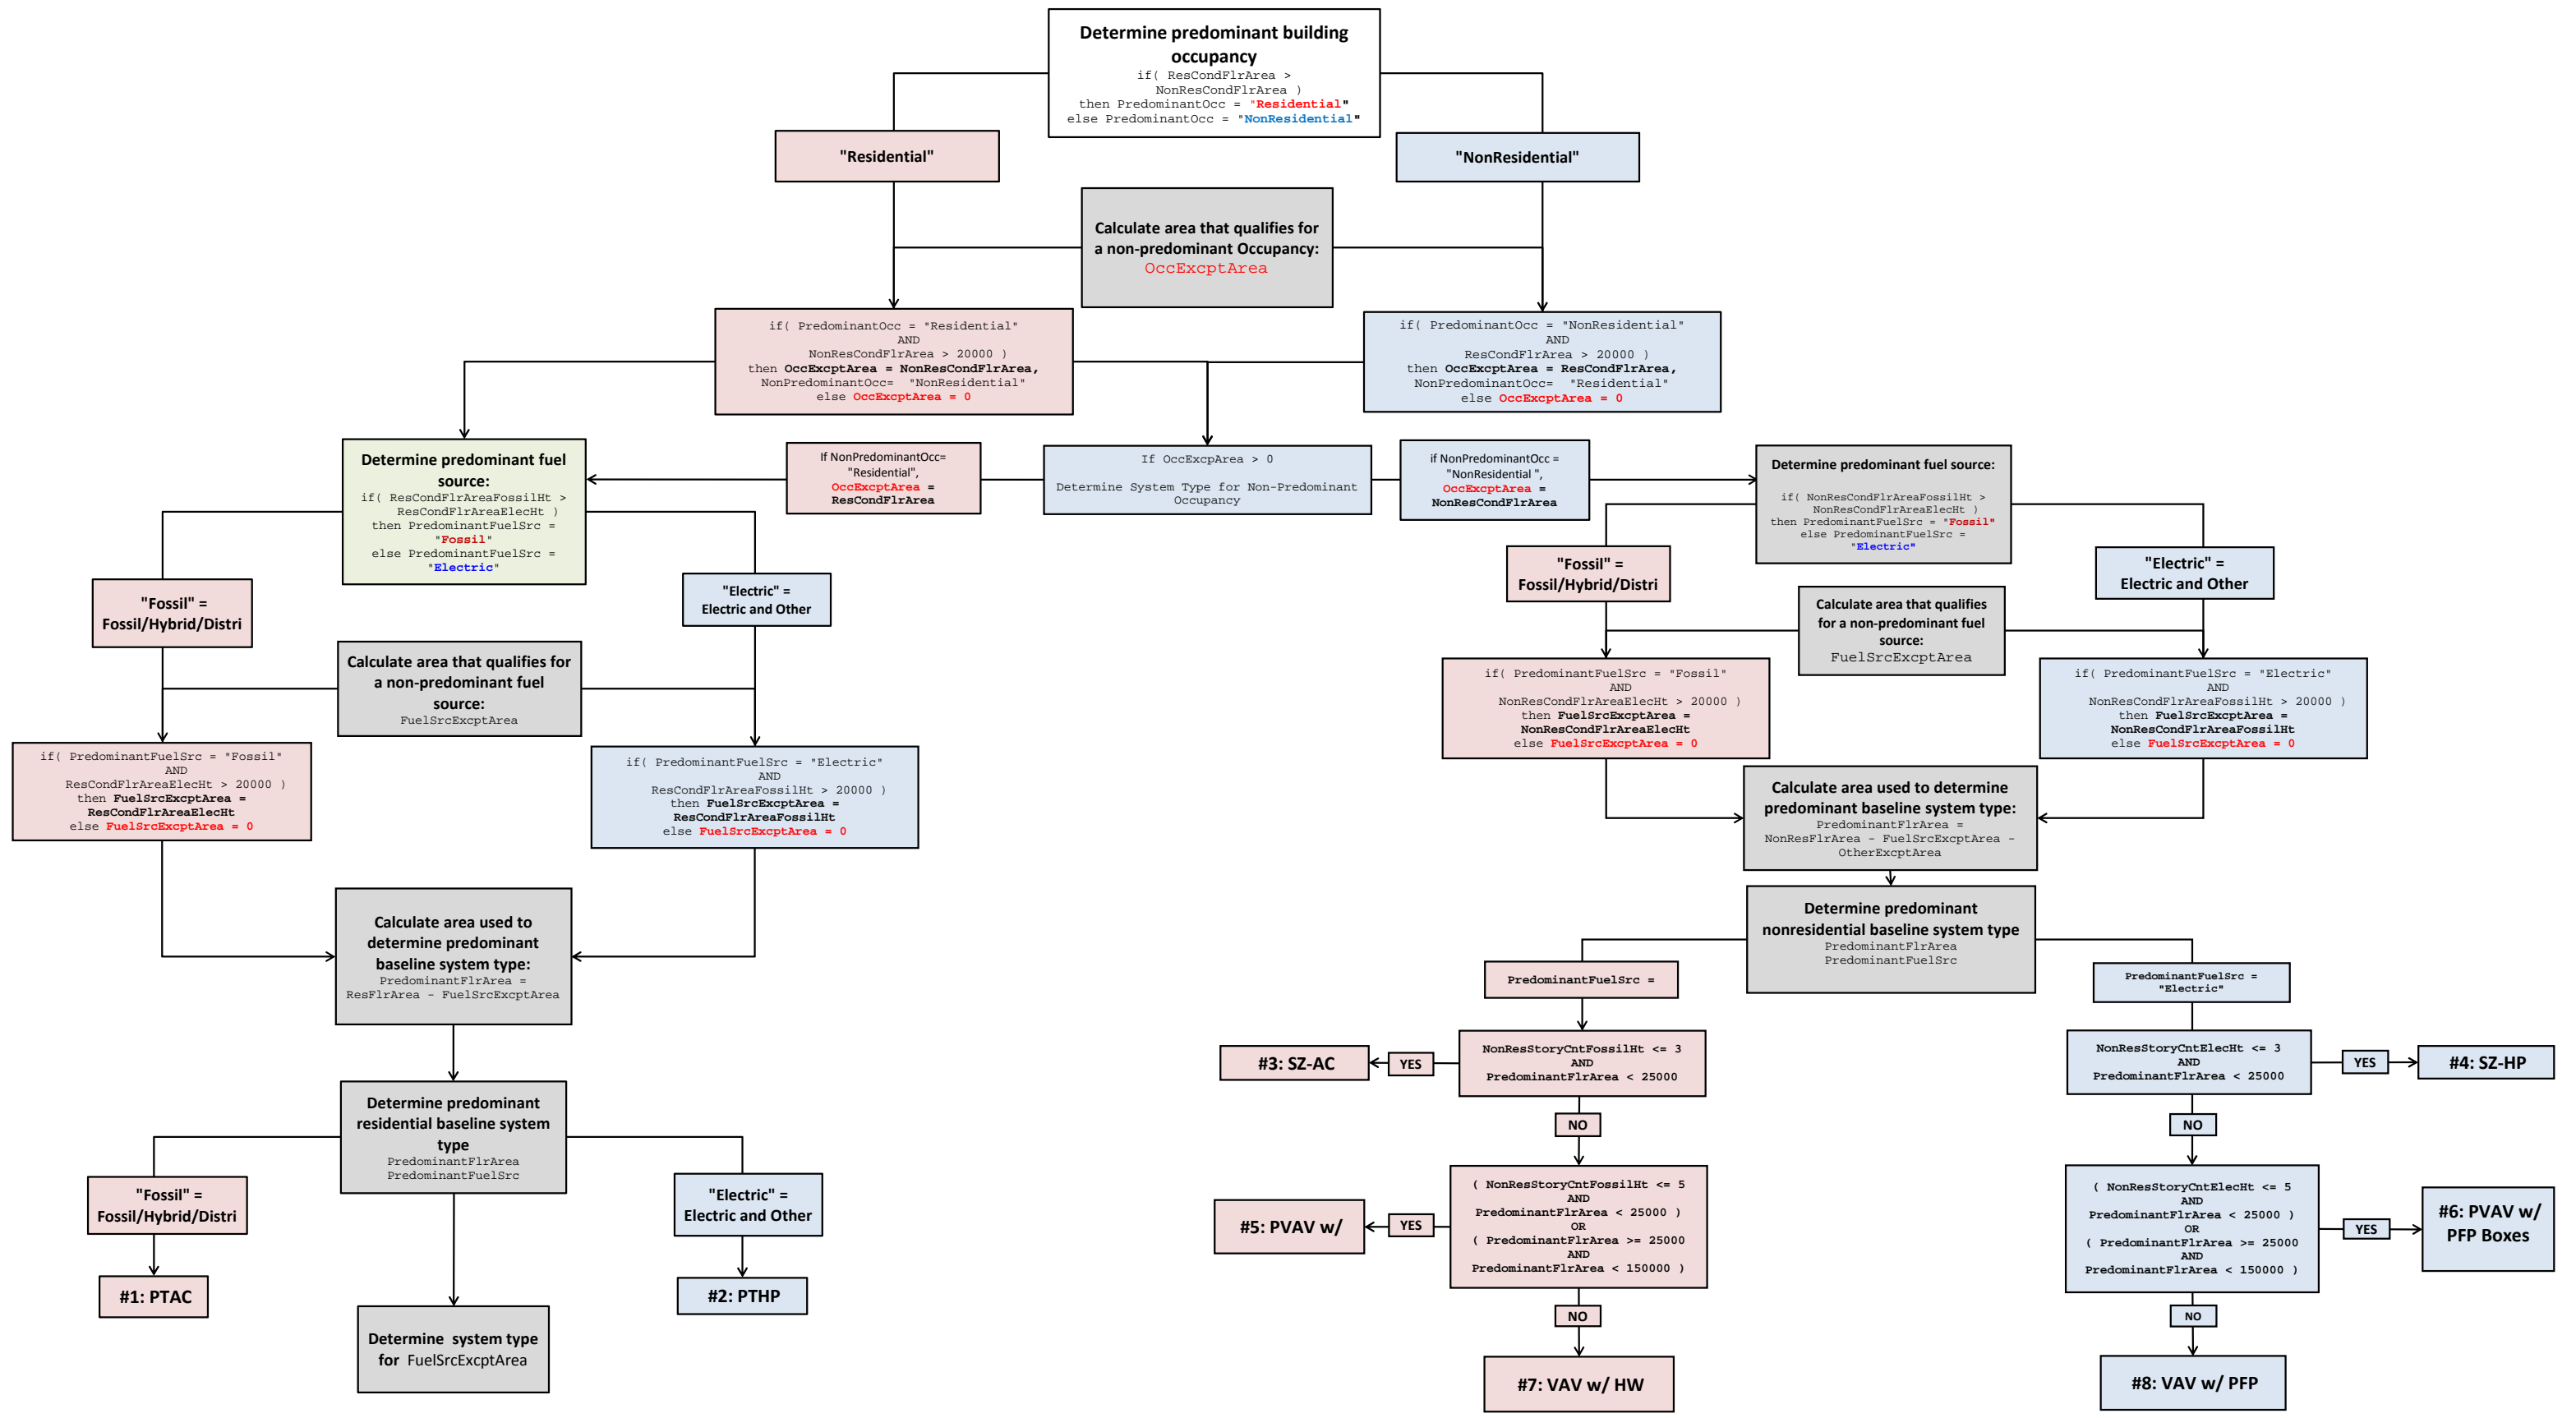 Determine predominant building
occupancy
if( ResCondFlrArea >
NonResCondFlrArea )
then PredominantOcc = "Residential"
else PredominantOcc = "NonResidential"
"Residential"
"NonResidential"
Calculate area that qualifies for
a non-predominant Occupancy:
OccExcptArea
if( PredominantOcc = "Residential"
AND
NonResCondFlrArea > 20000 )
then OccExcptArea = NonResCondFlrArea,
NonPredominantOcc=  "NonResidential"
else OccExcptArea = 0
if( PredominantOcc = "NonResidential"
AND
ResCondFlrArea > 20000 )
then OccExcptArea = ResCondFlrArea,
NonPredominantOcc=  "Residential"
else OccExcptArea = 0
Determine predominant fuel
source:
if( ResCondFlrAreaFossilHt >
ResCondFlrAreaElecHt )
then PredominantFuelSrc =
"Fossil"
else PredominantFuelSrc =
"Electric"
If NonPredominantOcc=
"Residential",
OccExcptArea =
ResCondFlrArea
If OccExcpArea > 0
Determine System Type for Non-Predominant
Occupancy
if NonPredominantOcc =
"NonResidential ",
OccExcptArea =
NonResCondFlrArea
Determine predominant fuel source:
if( NonResCondFlrAreaFossilHt >
NonResCondFlrAreaElecHt )
then PredominantFuelSrc = "Fossil"
else PredominantFuelSrc =
"Electric"
"Fossil" =
Fossil/Hybrid/Distri
"Electric" =
Electric and Other
"Fossil" =
Fossil/Hybrid/Distri
"Electric" =
Electric and Other
Calculate area that qualifies for
a non-predominant fuel
source:
FuelSrcExcptArea
Calculate area that qualifies
for a non-predominant fuel
source:
FuelSrcExcptArea
if( PredominantFuelSrc = "Fossil"
AND
ResCondFlrAreaElecHt > 20000 )
then FuelSrcExcptArea =
ResCondFlrAreaElecHt
else FuelSrcExcptArea = 0
if( PredominantFuelSrc = "Electric"
AND
ResCondFlrAreaFossilHt > 20000 )
then FuelSrcExcptArea =
ResCondFlrAreaFossilHt
else FuelSrcExcptArea = 0
if( PredominantFuelSrc = "Fossil"
AND
NonResCondFlrAreaElecHt > 20000 )
then FuelSrcExcptArea =
NonResCondFlrAreaElecHt
else FuelSrcExcptArea = 0
if( PredominantFuelSrc = "Electric"
AND
NonResCondFlrAreaFossilHt > 20000 )
then FuelSrcExcptArea =
NonResCondFlrAreaFossilHt
else FuelSrcExcptArea = 0
Calculate area used to determine
predominant baseline system type:
PredominantFlrArea =
NonResFlrArea - FuelSrcExcptArea -
OtherExcptArea
Calculate area used to
determine predominant
baseline system type:
PredominantFlrArea =
ResFlrArea - FuelSrcExcptArea
Determine predominant
nonresidential baseline system type
PredominantFlrArea
PredominantFuelSrc
PredominantFuelSrc =
PredominantFuelSrc =
"Electric"
#3: SZ-AC
YES
NonResStoryCntFossilHt <= 3
AND
PredominantFlrArea < 25000
NonResStoryCntElecHt <= 3
AND
PredominantFlrArea < 25000
YES
#4: SZ-HP
Determine predominant
residential baseline system
type
PredominantFlrArea
PredominantFuelSrc
NO
NO
"Fossil" =
Fossil/Hybrid/Distri
"Electric" =
Electric and Other
#5: PVAV w/
YES
( NonResStoryCntFossilHt <= 5
AND
PredominantFlrArea < 25000 )
OR
( PredominantFlrArea >= 25000
AND
PredominantFlrArea < 150000 )
( NonResStoryCntElecHt <= 5
AND
PredominantFlrArea < 25000 )
OR
( PredominantFlrArea >= 25000
AND
PredominantFlrArea < 150000 )
YES
#6: PVAV w/
PFP Boxes
#1: PTAC
#2: PTHP
NO
NO
Determine  system type
for  FuelSrcExcptArea
#7: VAV w/ HW
#8: VAV w/ PFP